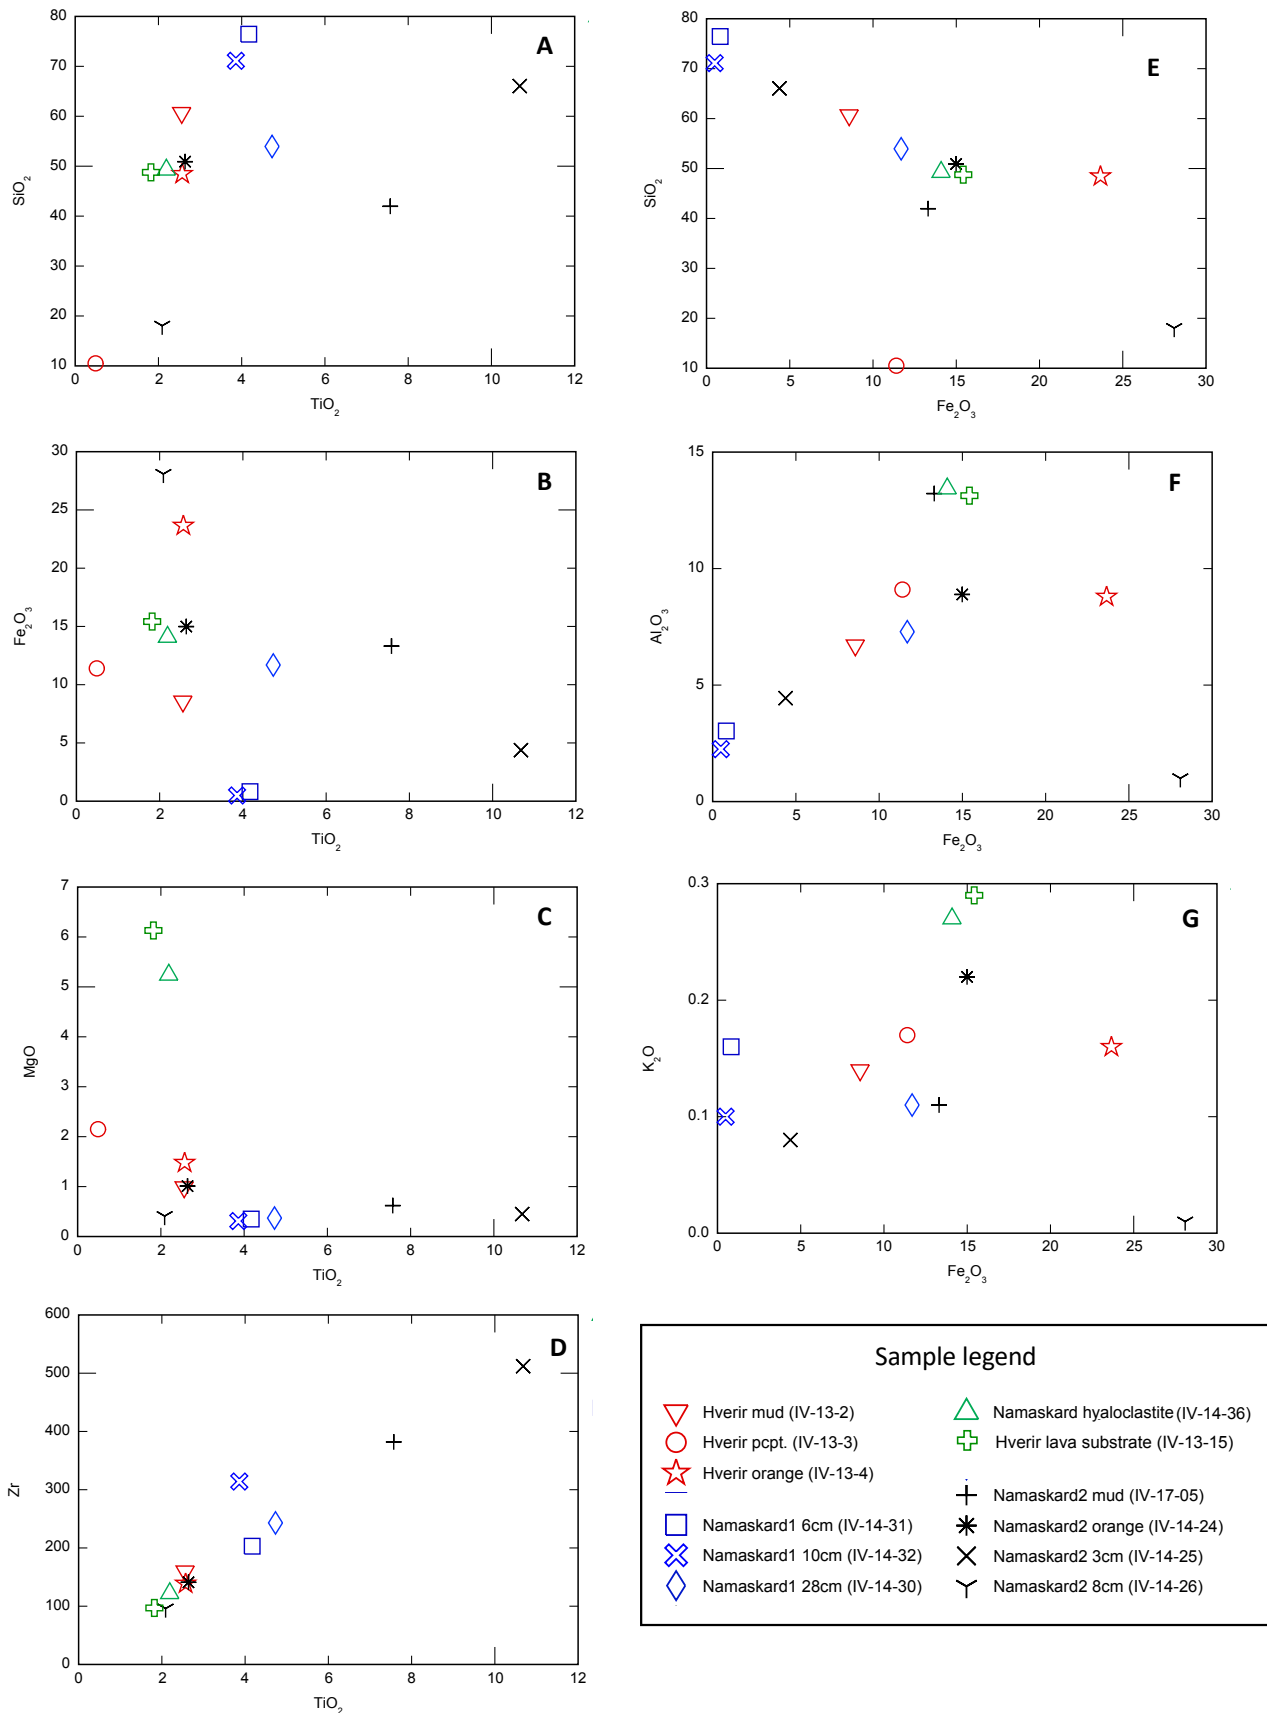 80
70
60
50
40
30
20
10
SiO₂
A
0
2
4
6
8
10
12
TiO₂
80
70
60
50
40
30
20
10
SiO₂
E
0
5
10
15
20
25
30
Fe₂O₃
30
25
20
15
10
5
0
Fe₂O₃
B
0
2
4
6
8
10
12
TiO₂
15
10
5
0
Al₂O₃
F
0
5
10
15
20
25
30
Fe₂O₃
7
6
5
4
3
2
1
0
MgO
C
0
2
4
6
8
10
12
TiO₂
0.3
0.2
0.1
0.0
K₂O
G
0
5
10
15
20
25
30
Fe₂O₃
600
500
400
300
200
100
0
Zr
D
0
2
4
6
8
10
12
TiO₂
Sample legend
Hverir mud (IV-13-2)
Hverir pcpt. (IV-13-3)
Hverir orange (IV-13-4)
Namaskard1 6cm (IV-14-31)
Namaskard1 10cm (IV-14-32)
Namaskard1 28cm (IV-14-30)
Namaskard hyaloclastite (IV-14-36)
Hverir lava substrate (IV-13-15)
Namaskard2 mud (IV-17-05)
Namaskard2 orange (IV-14-24)
Namaskard2 3cm (IV-14-25)
Namaskard2 8cm (IV-14-26)